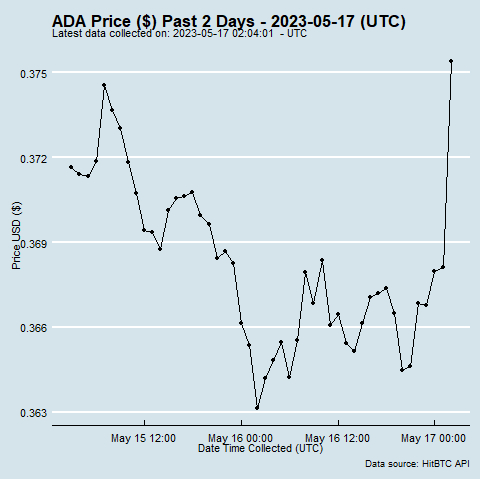 ADA Price ($) Past 2 Days - 2023-05-17 (UTC)
Latest data collected on: 2023-05-17 02:04:01 - UTC
0.375
0.372
0.369
0.366
0.363
Price USD ($)
May 15 12:00
May 16 00:00
May 16 12:00
May 17 00:00
Date Time Collected (UTC)
Data source: HitBTC API